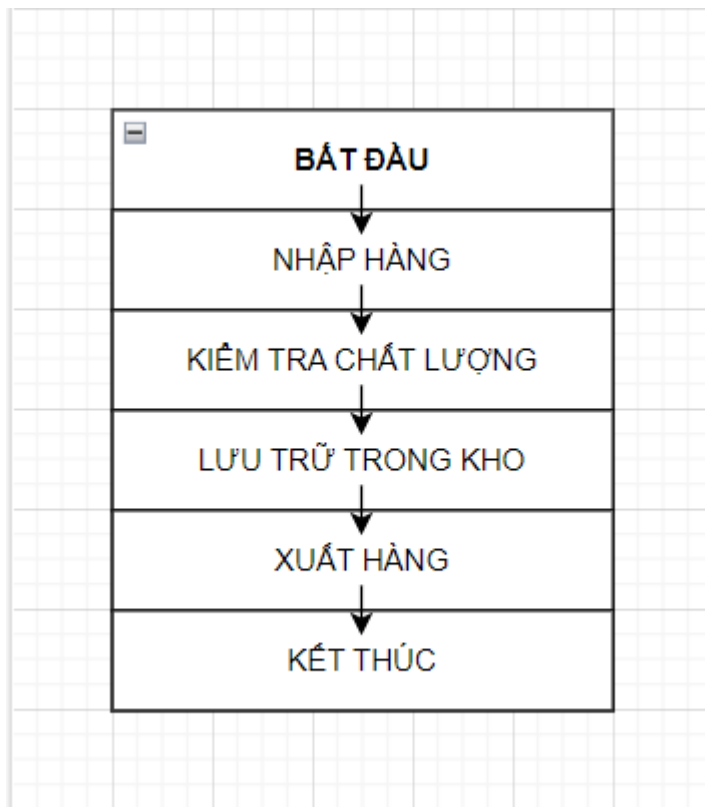 BẮT ĐẦU
NHẬP HÀNG
KIỂM TRA CHẤT LƯỢNG
LƯU TRỮ TRONG KHO
XUẤT HÀNG
KẾT THÚC